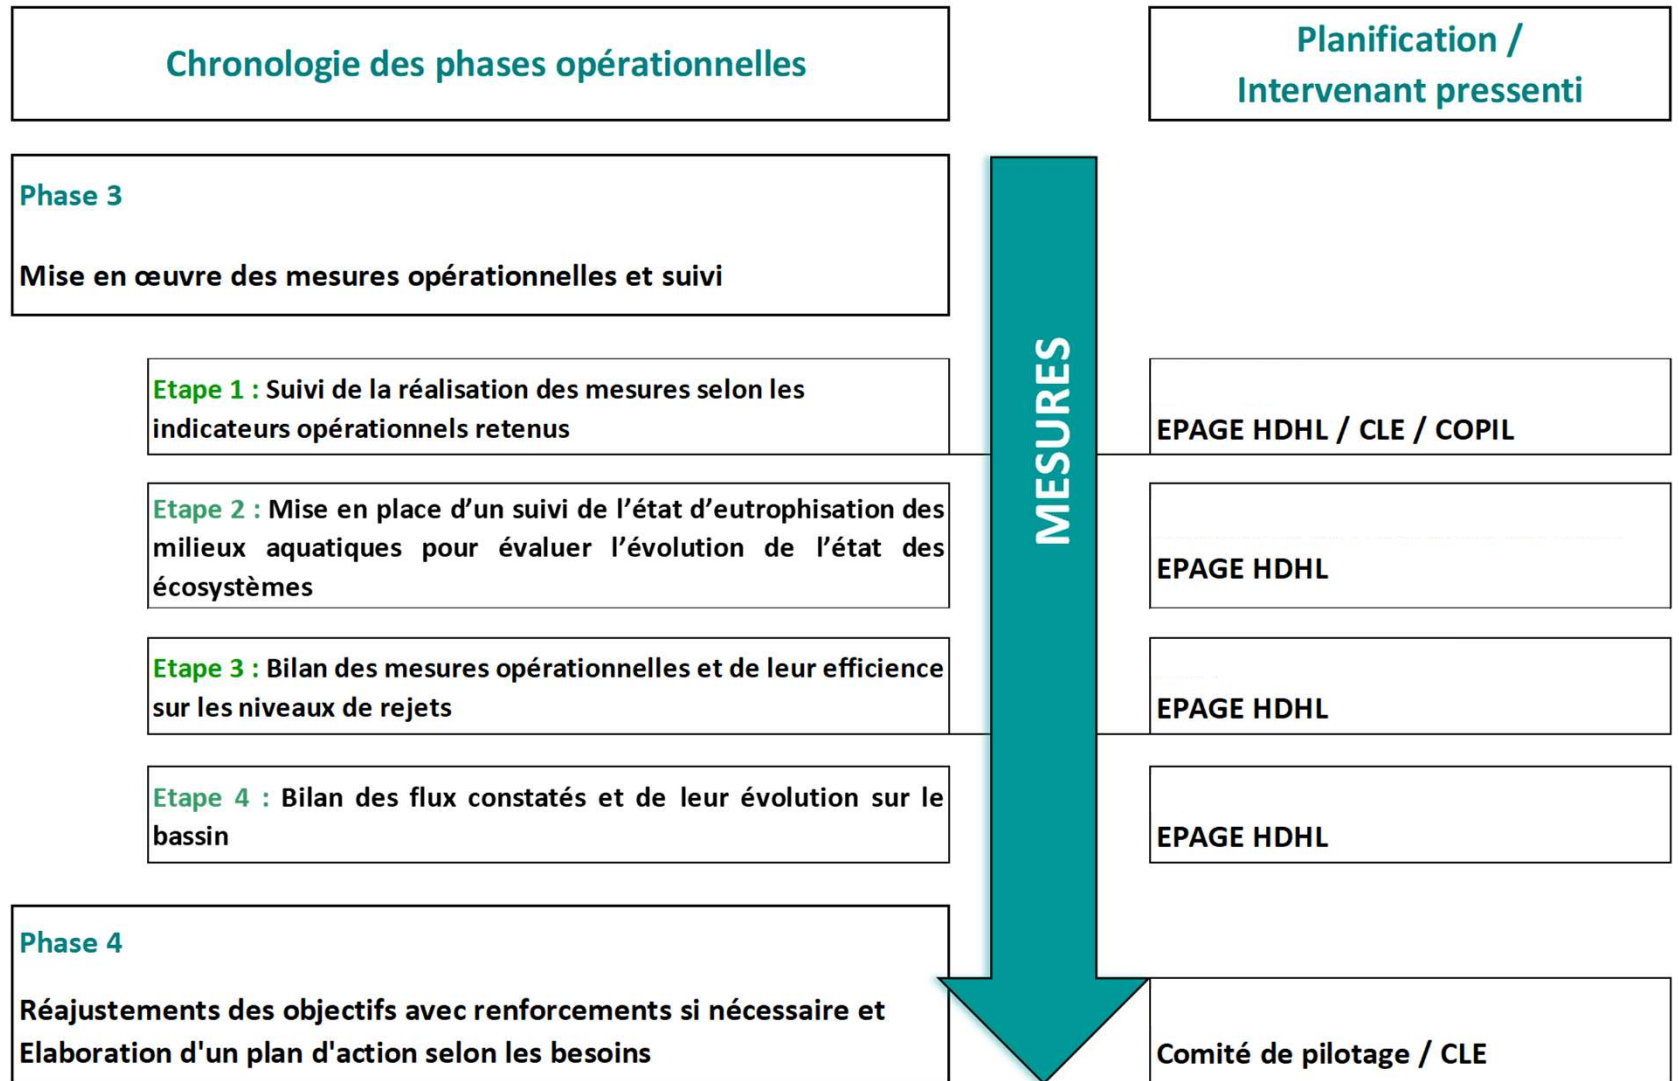 Chronologie des phases opérationnelles
Planification /
Intervenant pressenti
Phase 3
Mise en œuvre des mesures opérationnelles et suivi
MESURES
Etape 1 : Suivi de la réalisation des mesures selon les
indicateurs opérationnels retenus
EPAGE HDHL / CLE / COPIL
Etape 2 : Mise en place d’un suivi de l’état d’eutrophisation des
milieux aquatiques pour évaluer l’évolution de l’état des
écosystèmes
EPAGE HDHL
Etape 3 : Bilan des mesures opérationnelles et de leur efficience
sur les niveaux de rejets
EPAGE HDHL
Etape 4 : Bilan des flux constatés et de leur évolution sur le
bassin
EPAGE HDHL
Phase 4
Réajustements des objectifs avec renforcements si nécessaire et
Elaboration d'un plan d'action selon les besoins
Comité de pilotage / CLE